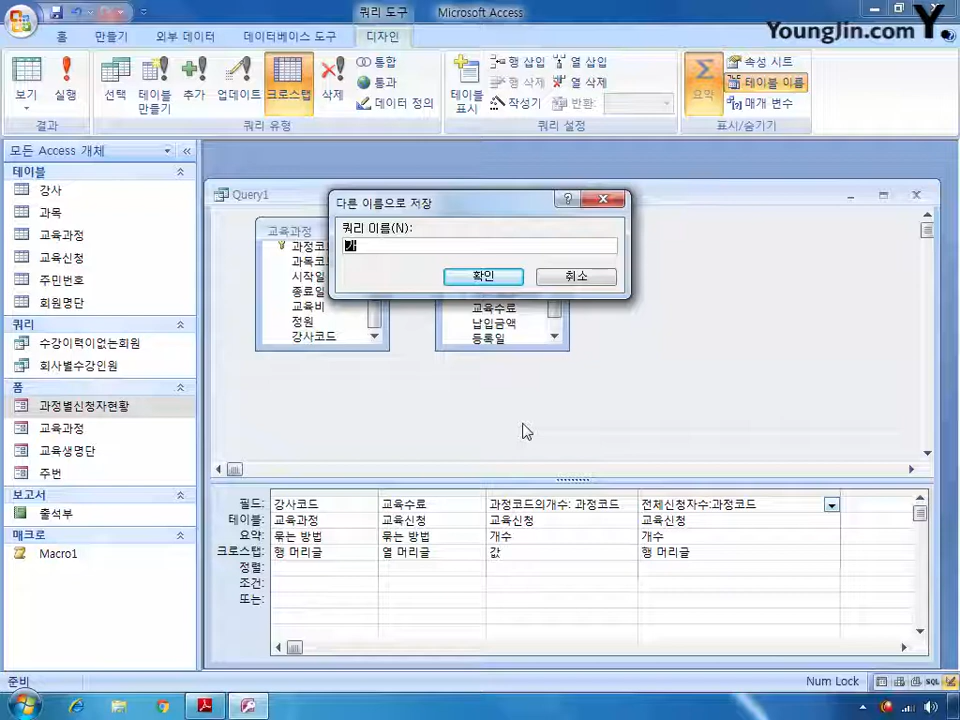 쿼리 도구
Microsoft Access
YoungJin.com Y.
홈
만들기
외부 데이터
데이터베이스 도구
디자인
보기
실행
선택
테이블 만들기
추가
업데이트
크로스탭
삭제
통합
통과
데이터 정의
테이블 표시
행 삽입
행 삭제
작성기
열 삽입
열 삭제
반환:
요약
속성 시트
테이블 이름
매개 변수
결과
쿼리 유형
쿼리 설정
표시/숨기기
모든 Access 개체
테이블
강사
과목
교육과정
교육신청
주민번호
회원명단
쿼리
수강이력이없는회원
회사별수강인원
폼
과정별신청자현황
교육과정
교육생명단
주번
보고서
출석부
매크로
Macro1
Query1
다른 이름으로 저장
쿼리 이름(N):
가
확인
취소
교육과정
과정코
과목코
시작일
종료일
교육비
정원
강사코드
교육수료
납입금액
등록일
필드: 강사코드 교육수료 과정코드의개수: 과정코드 전체신청자수:과정코드
테이블: 교육과정 교육신청 교육신청 교육신청
요약: 묶는 방법 묶는 방법 개수 개수
크로스탭: 행 머리글 열 머리글 값 행 머리글
정렬:
조건:
또는:
준비
Num Lock
SQL